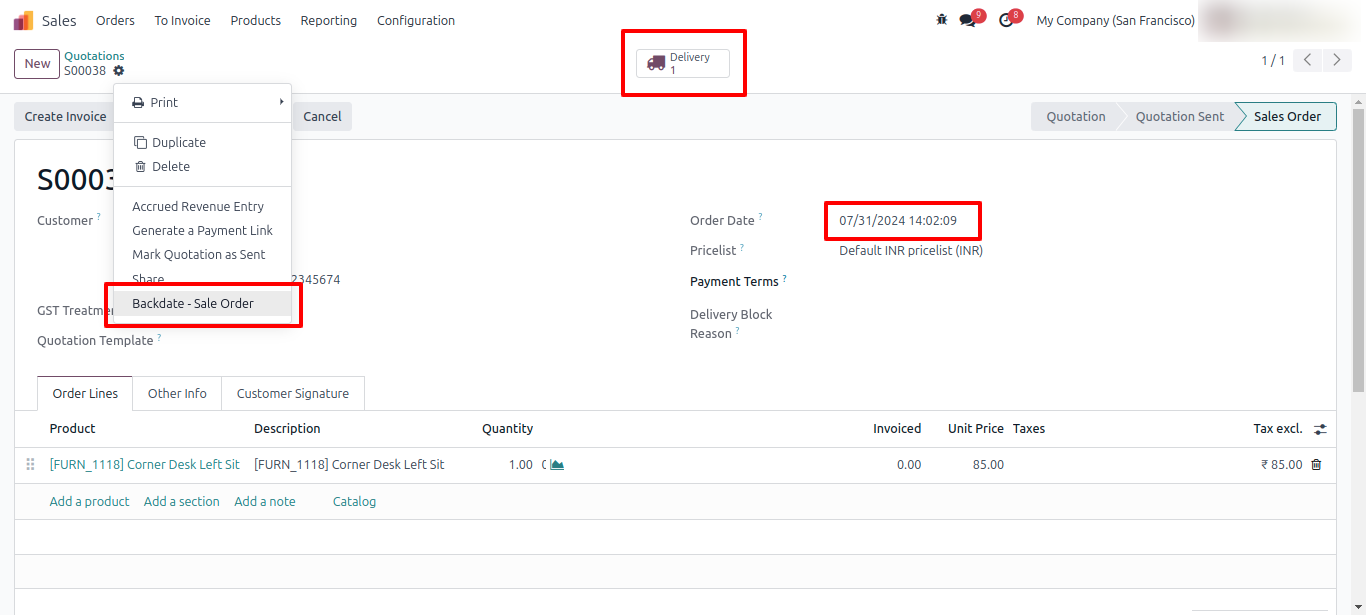 Sales Orders To Invoice Products Reporting Configuration 9 8 My Company (San Francisco)
New Quotations Delivery
S00038 1 1 / 1
Print
Create Invoice Cancel Quotation Quotation Sent Sales Order
Duplicate
Delete
S0003
Accrued Revenue Entry
Customer ? Order Date ? 07/31/2024 14:02:09
Generate a Payment Link
Pricelist ? Default INR pricelist (INR)
Mark Quotation as Sent
Share 2345674 Payment Terms ?
Backdate - Sale Order
GST Treatme Delivery Block
Reason ?
Quotation Template ?
Order Lines Other Info Customer Signature
Product Description Quantity Invoiced Unit Price Taxes Tax excl.
[FURN_1118] Corner Desk Left Sit [FURN_1118] Corner Desk Left Sit 1.00 0.00 85.00 ₹ 85.00
Add a product Add a section Add a note Catalog